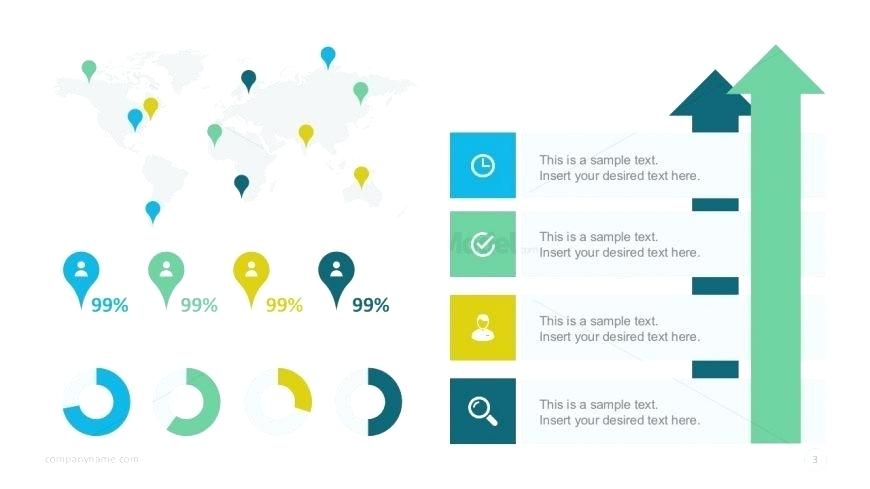 99%
99%
99%
99%
This is a sample text.
Insert your desired text here.
This is a sample text.
Insert your desired text here.
This is a sample text.
Insert your desired text here.
This is a sample text.
Insert your desired text here.
companyname.com
3